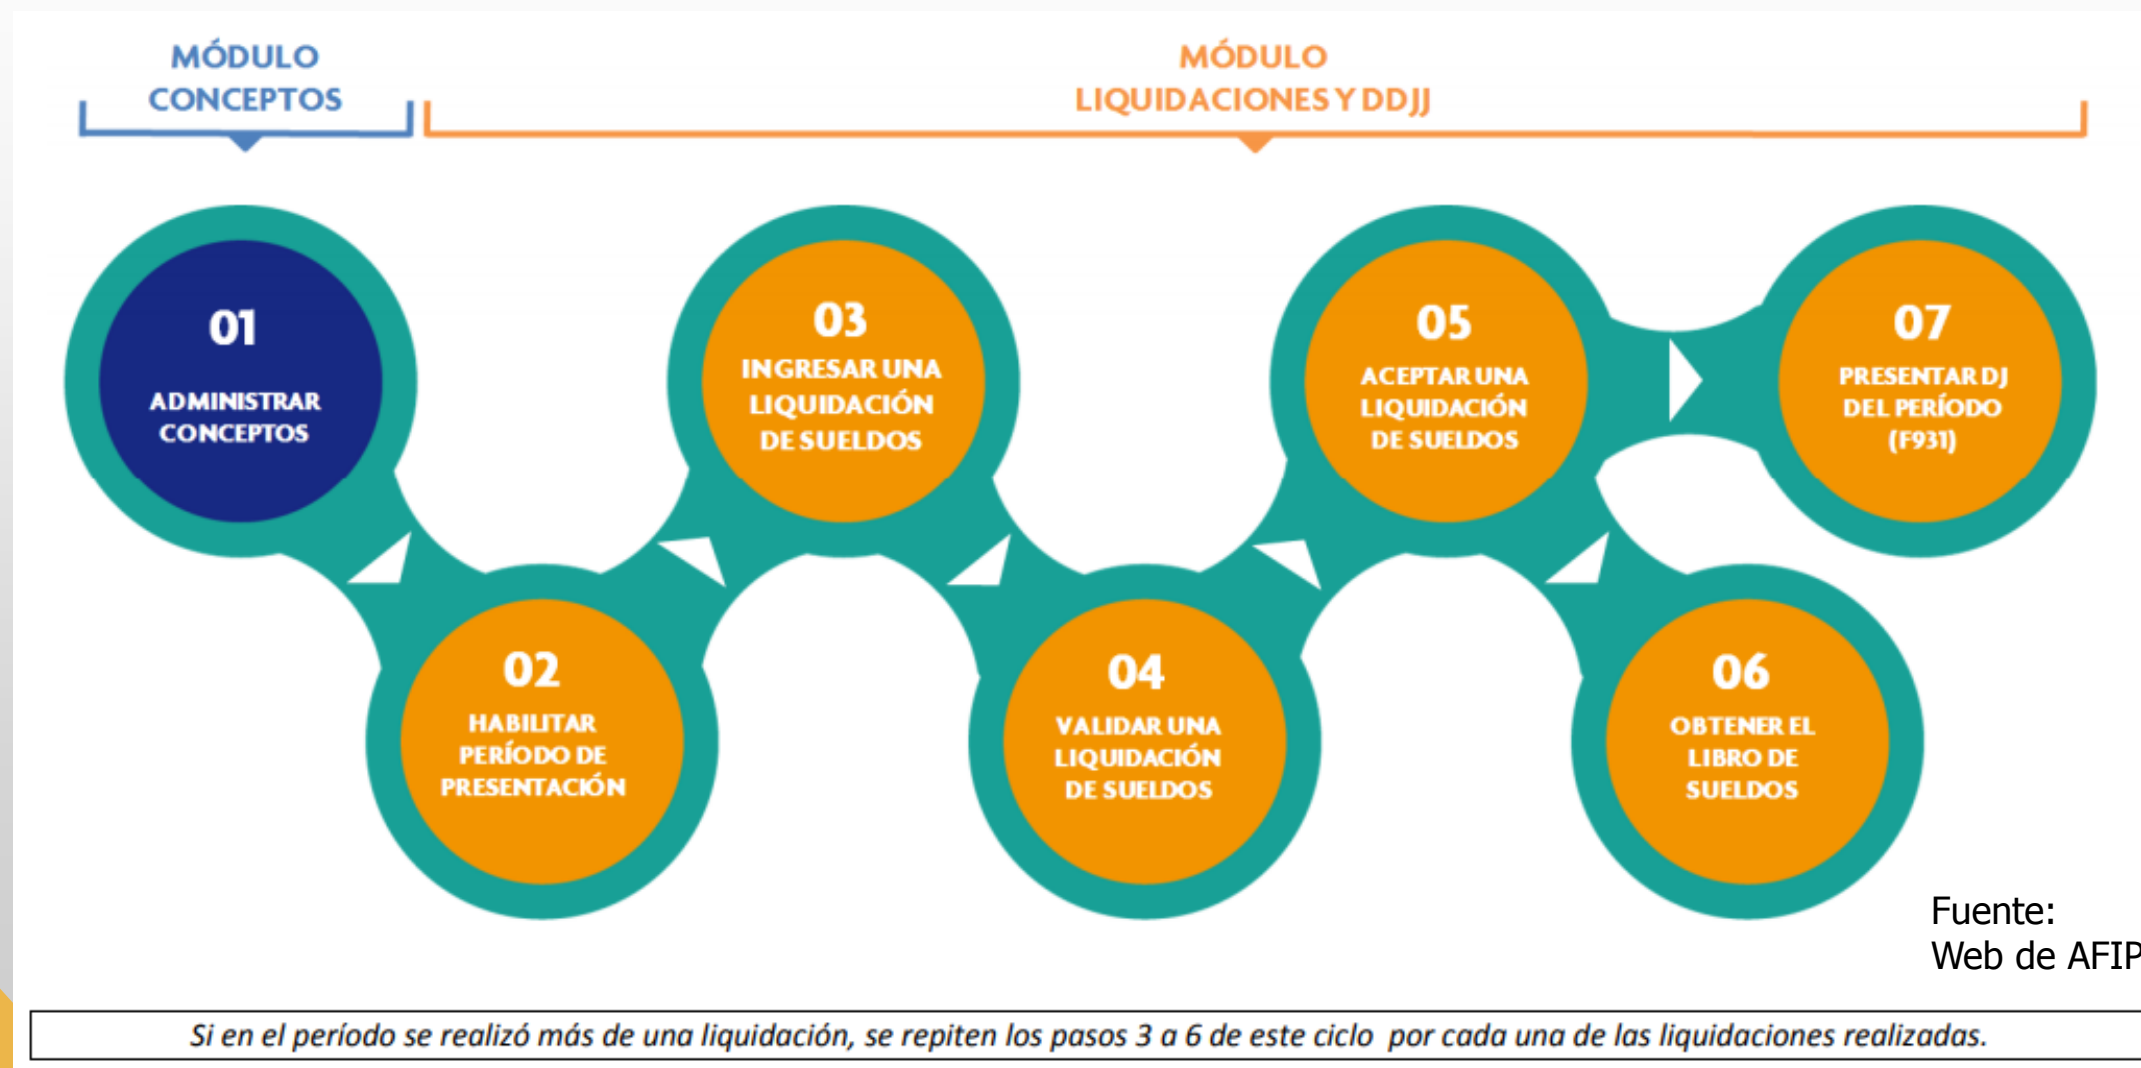 MÓDULO
CONCEPTOS
MÓDULO
LIQUIDACIONES Y DDJJ
01
ADMINISTRAR
CONCEPTOS
02
HABILITAR
PERÍODO DE
PRESENTACIÓN
03
INGRESAR UNA
LIQUIDACIÓN
DE SUELDOS
04
VALIDAR UNA
LIQUIDACIÓN
DE SUELDOS
05
ACEPTAR UNA
LIQUIDACIÓN
DE SUELDOS
06
OBTENER EL
LIBRO DE
SUELDOS
07
PRESENTAR DJ
DEL PERÍODO
(F931)
Fuente:
Web de AFIP
Si en el período se realizó más de una liquidación, se repiten los pasos 3 a 6 de este ciclo por cada una de las liquidaciones realizadas.